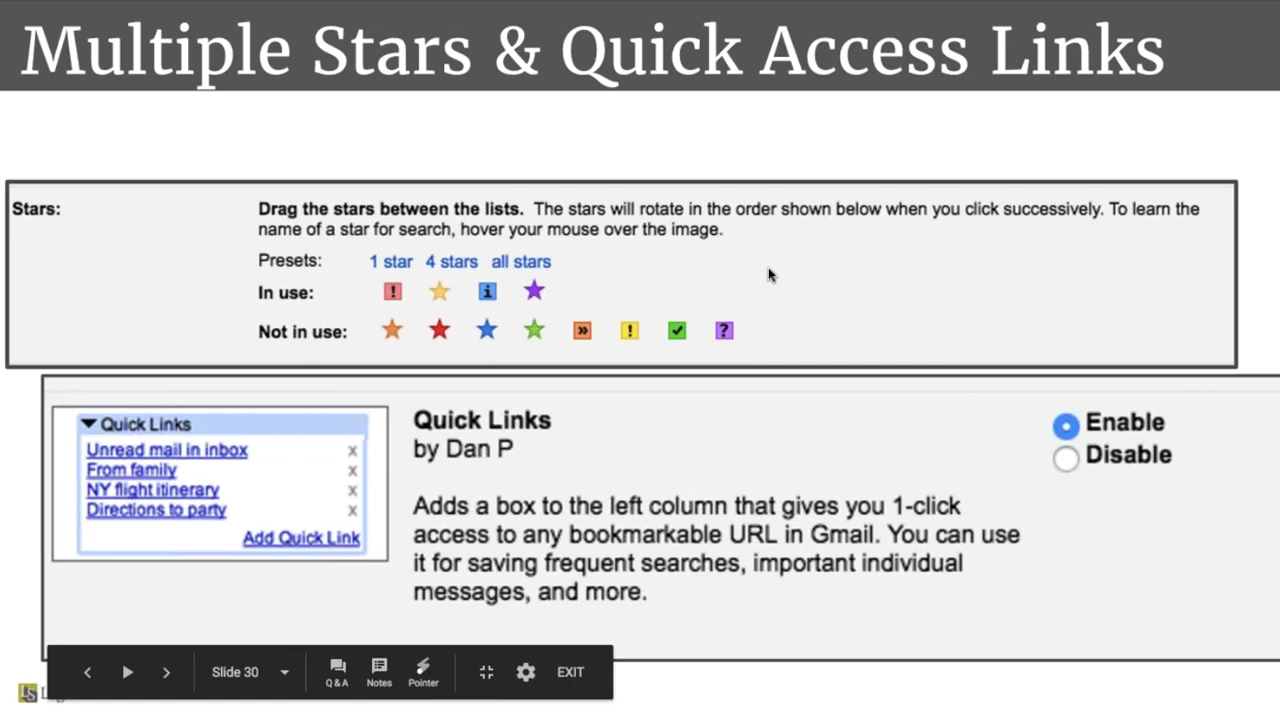 Multiple Stars & Quick Access Links
Stars:
Drag the stars between the lists. The stars will rotate in the order shown below when you click successively. To learn the
name of a star for search, hover your mouse over the image.
Presets: 1 star 4 stars all stars
In use: ! i
Not in use: » ! ✓ ?
Quick Links
Unread mail in inbox x
From family x
NY flight itinerary x
Directions to party x
Add Quick Link
Quick Links
by Dan P
Adds a box to the left column that gives you 1-click
access to any bookmarkable URL in Gmail. You can use
it for saving frequent searches, important individual
messages, and more.
Enable
Disable
Slide 30
Q&A
Notes
Pointer
EXIT
LS